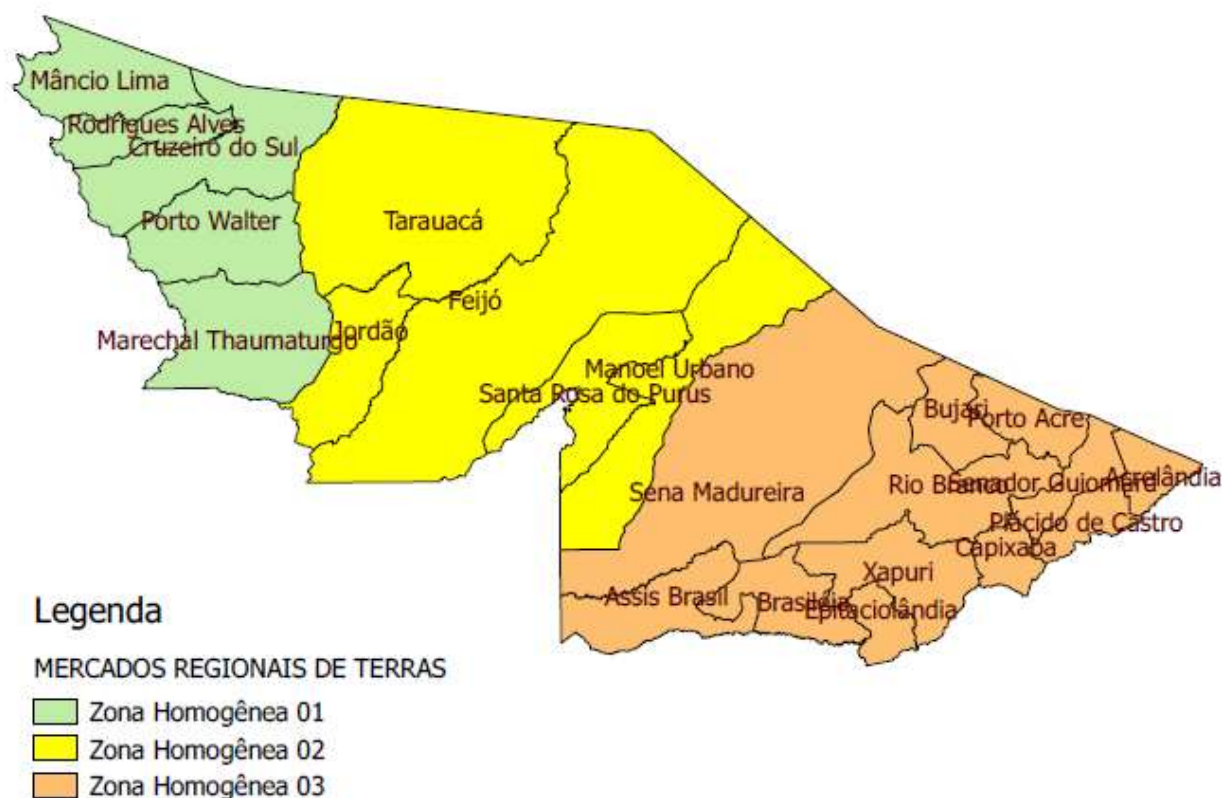 Mâncio Lima
Rodrigues Alves
Cruzeiro do Sul
Porto Walter
Tarauacá
Feijó
Jordão
Marechal Thaumaturgo
Manoel Urbano
Santa Rosa do Purus
Bujari
Porto Acre
Sena Madureira
Rio Branco
Senador Guiomard
Acrelândia
Plácido de Castro
Capixaba
Xapuri
Assis Brasil
Brasiléia
Epitaciolândia
Legenda
MERCADOS REGIONAIS DE TERRAS
Zona Homogênea 01
Zona Homogênea 02
Zona Homogênea 03